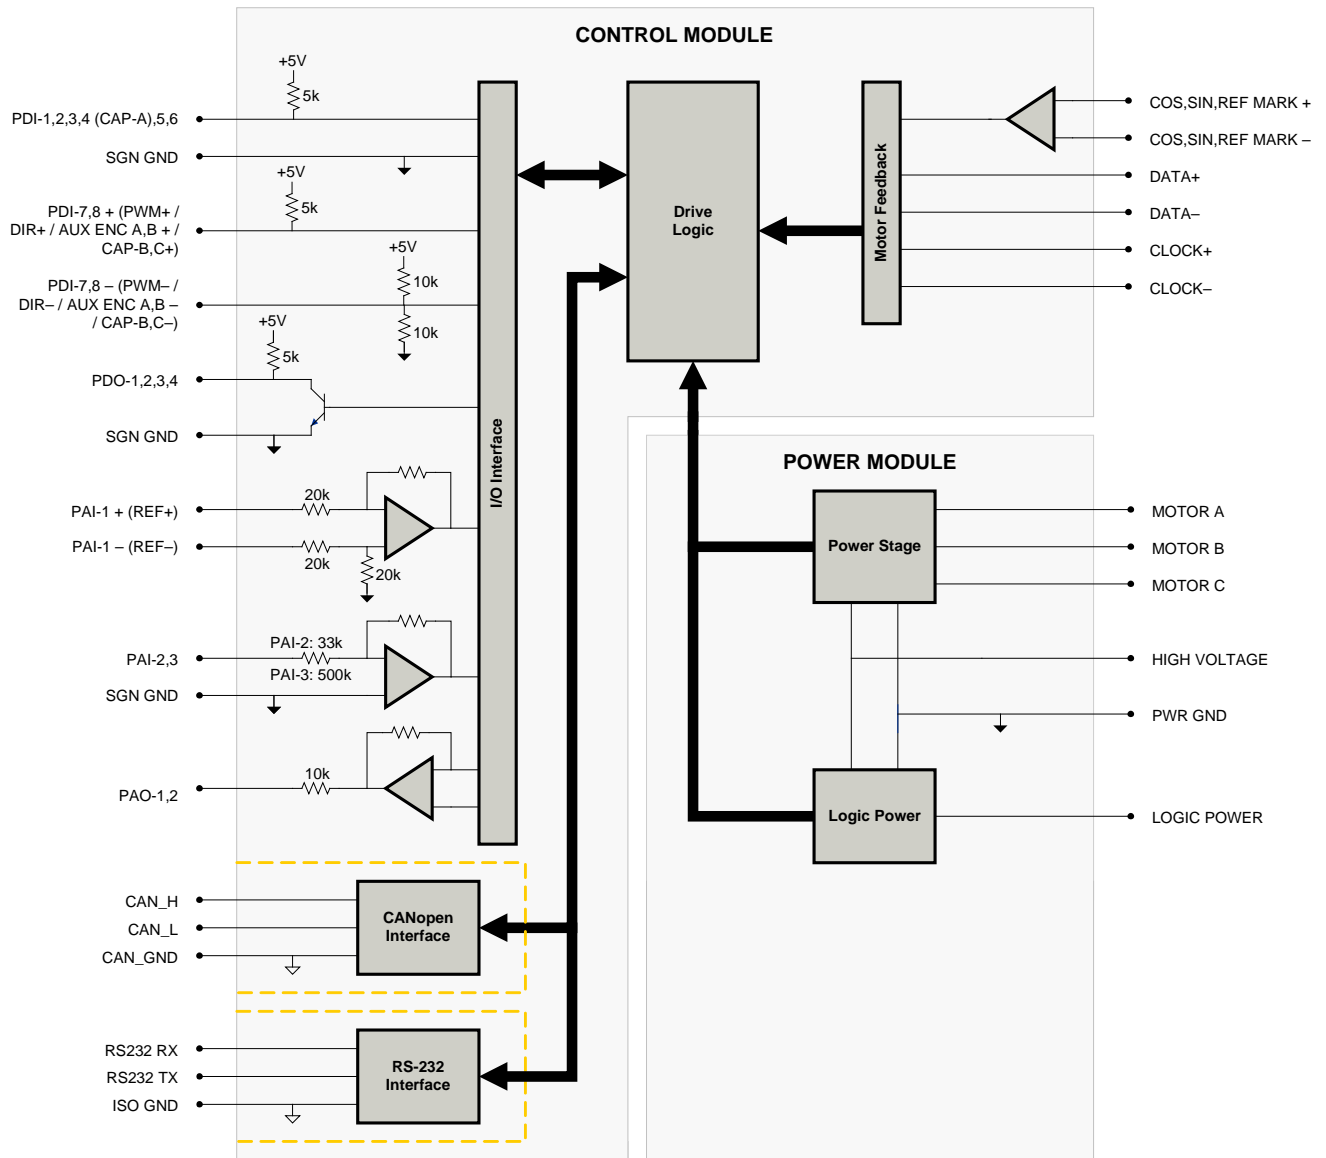 CONTROL MODULE
+5V
5k
PDI-1,2,3,4 (CAP-A),5,6
SGN GND
+5V
5k
PDI-7,8 + (PWM+ /
DIR+ / AUX ENC A,B + /
CAP-B,C+)
+5V
10k
PDI-7,8 – (PWM– /
DIR– / AUX ENC A,B –
/ CAP-B,C–)
10k
+5V
5k
PDO-1,2,3,4
SGN GND
20k
PAI-1 + (REF+)
PAI-1 – (REF–)
20k
20k
PAI-2: 33k
PAI-2,3
PAI-3: 500k
SGN GND
10k
PAO-1,2
I/O Interface
CAN_H
CAN_L
CAN_GND
CANopen
Interface
RS232 RX
RS232 TX
ISO GND
RS-232
Interface
Drive
Logic
Motor Feedback
COS,SIN,REF MARK +
COS,SIN,REF MARK –
DATA+
DATA–
CLOCK+
CLOCK–
POWER MODULE
Power Stage
MOTOR A
MOTOR B
MOTOR C
HIGH VOLTAGE
PWR GND
Logic Power
LOGIC POWER